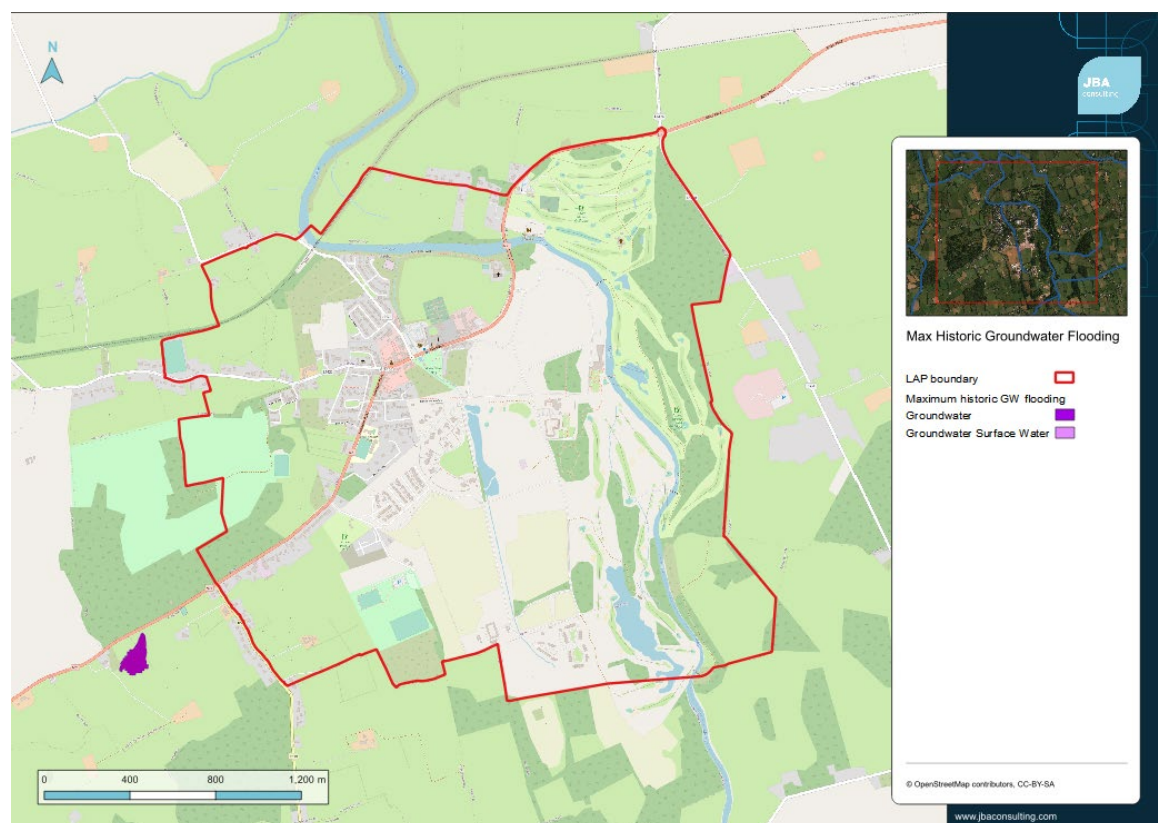 N
JBA
consulting
Max Historic Groundwater Flooding
LAP boundary
Maximum historic GW flooding
Groundwater
Groundwater Surface Water
0 400 800 1,200 m
© OpenStreetMap contributors, CC-BY-SA
www.jbaconsulting.com